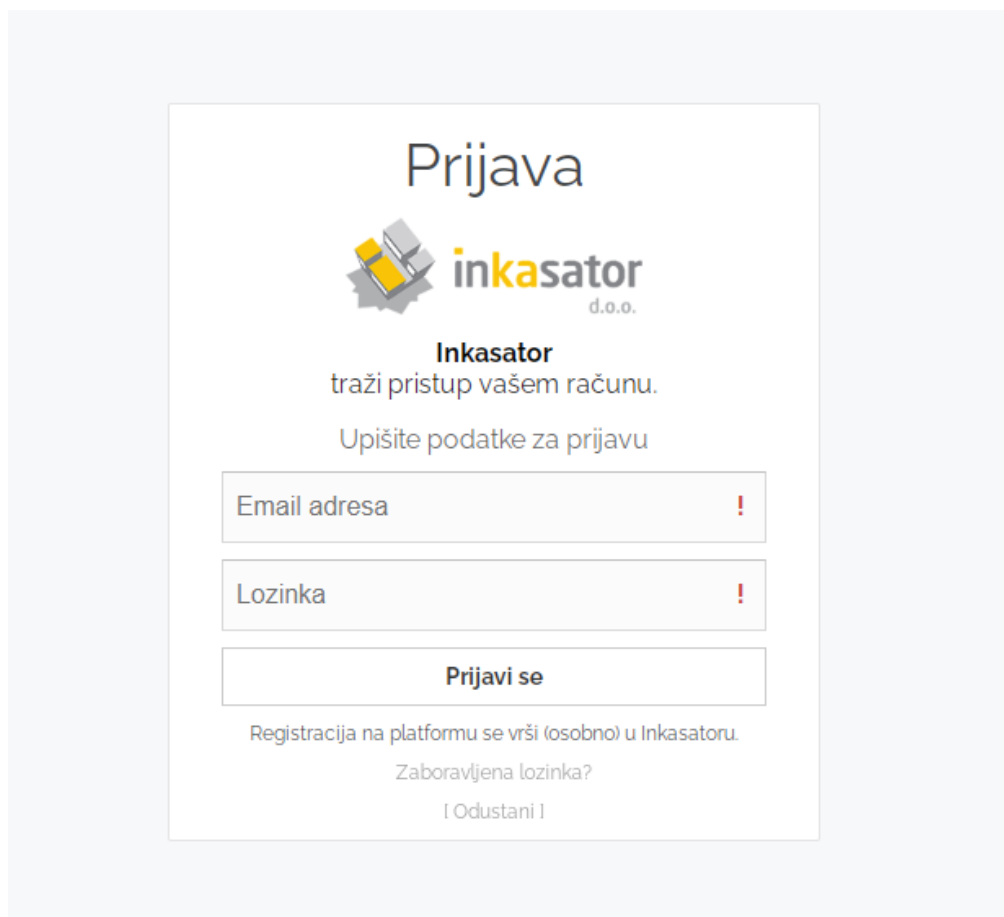 Prijava
inkasator
d.o.o.
Inkasator
traži pristup vašem računu.
Upišite podatke za prijavu
Email adresa !
Lozinka !
Prijavi se
Registracija na platformu se vrši (osobno) u Inkasatoru.
Zaboravljena lozinka?
[ Odustani ]